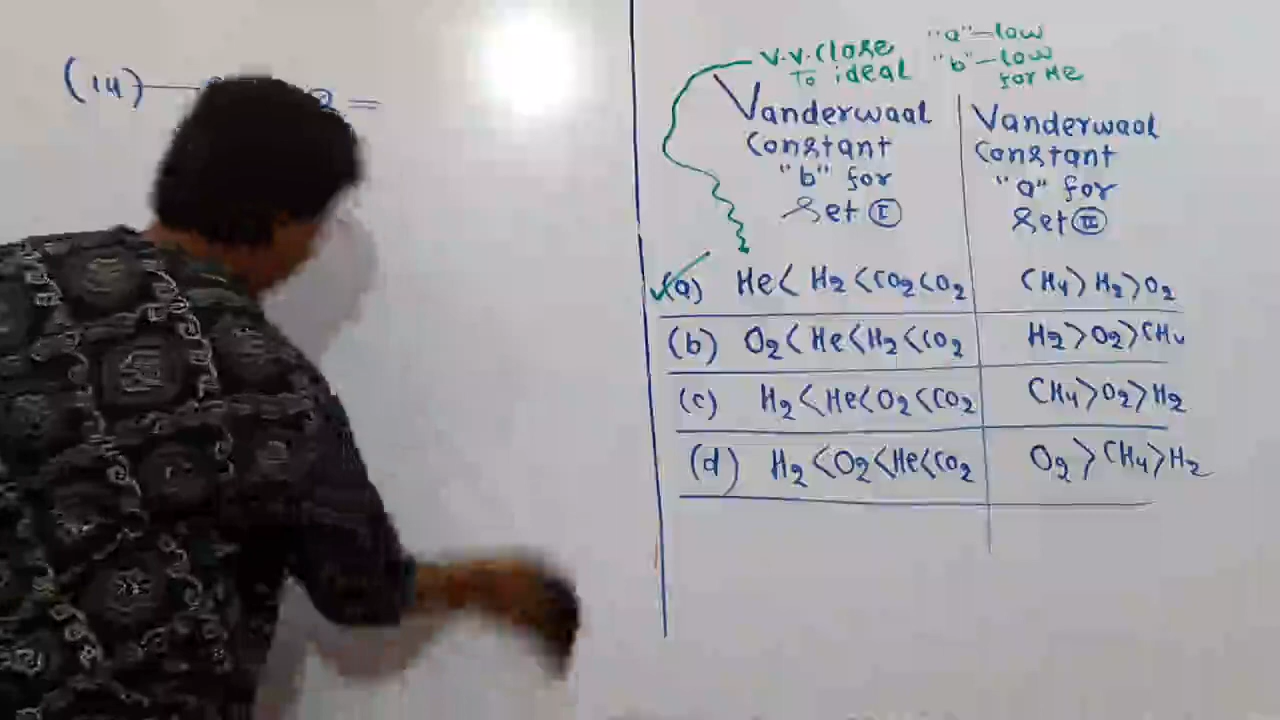 (14)
2 =
V.V. Close
To ideal
"a" - low
"b" - low
for He
Vanderwaal
Constant
"b" for
Set Ⓘ
Vanderwaal
Constant
"a" for
Set Ⓘ Ⓘ
(a) He < H2 < CO2 < O2 CH4 > H2 > O2
(b) O2 < He < H2 < CO2 H2 > O2 > CH4
(c) H2 < He < O2 < CO2 CH4 > O2 > H2
(d) H2 < O2 < He < CO2 O2 > CH4 > H2